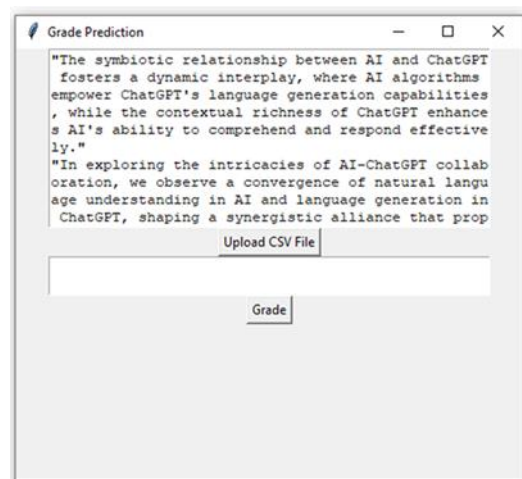 Grade Prediction
"The symbiotic relationship between AI and ChatGPT
fosters a dynamic interplay, where AI algorithms
empower ChatGPT's language generation capabilities
, while the contextual richness of ChatGPT enhance
s AI's ability to comprehend and respond effective
ly."
"In exploring the intricacies of AI-ChatGPT collab
oration, we observe a convergence of natural langu
age understanding in AI and language generation in
ChatGPT, shaping a synergistic alliance that prop
Upload CSV File
Grade